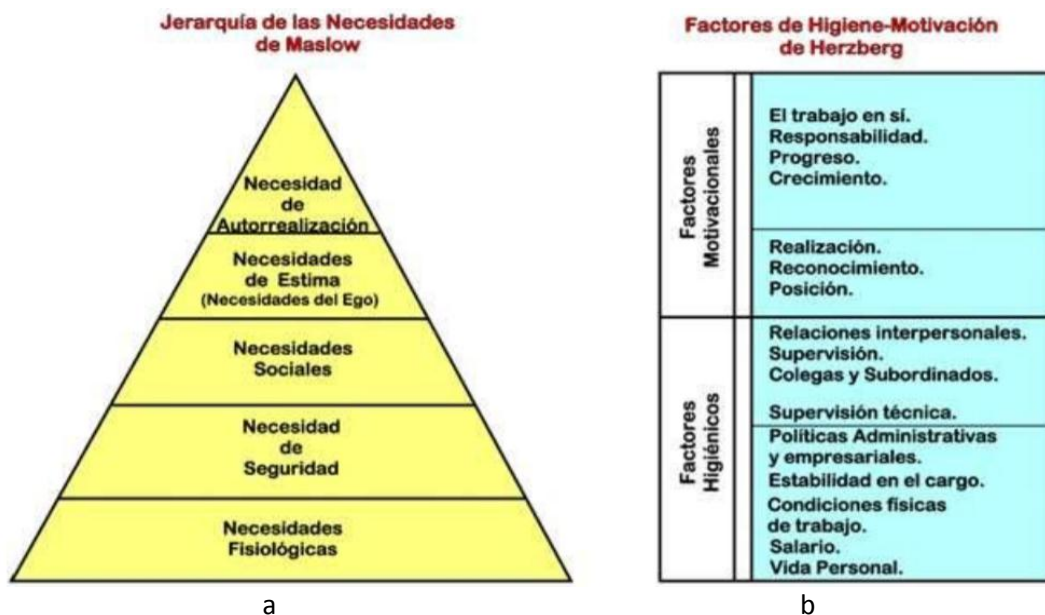 Jerarquía de las Necesidades
de Maslow
Necesidad
de
Autorrealización
Necesidades
de Estima
(Necesidades del Ego)
Necesidades
Sociales
Necesidad
de
Seguridad
Necesidades
Fisiológicas
a
Factores de Higiene-Motivación
de Herzberg
Factores
Motivacionales
El trabajo en sí.
Responsabilidad.
Progreso.
Crecimiento.
Realización.
Reconocimiento.
Posición.
Factores
Higiénicos
Relaciones interpersonales.
Supervisión.
Colegas y Subordinados.
Supervisión técnica.
Políticas Administrativas
y empresariales.
Estabilidad en el cargo.
Condiciones físicas
de trabajo.
Salario.
Vida Personal.
b